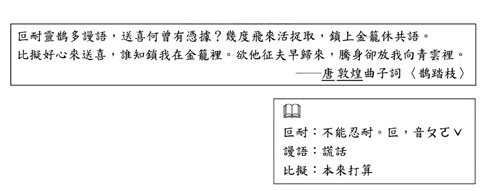 叵耐靈鵲多謾語，送喜何曾有憑據？幾度飛來活捉取，鎖上金籠休共語。
比擬好心來送喜，誰知鎖我在金籠裡。欲他征夫早歸來，騰身卻放我向青雲裡。
——唐 敦煌曲子詞〈鵲踏枝〉
叵耐：不能忍耐。叵，音ㄆㄛˇ
謾語：謊話
比擬：本來打算